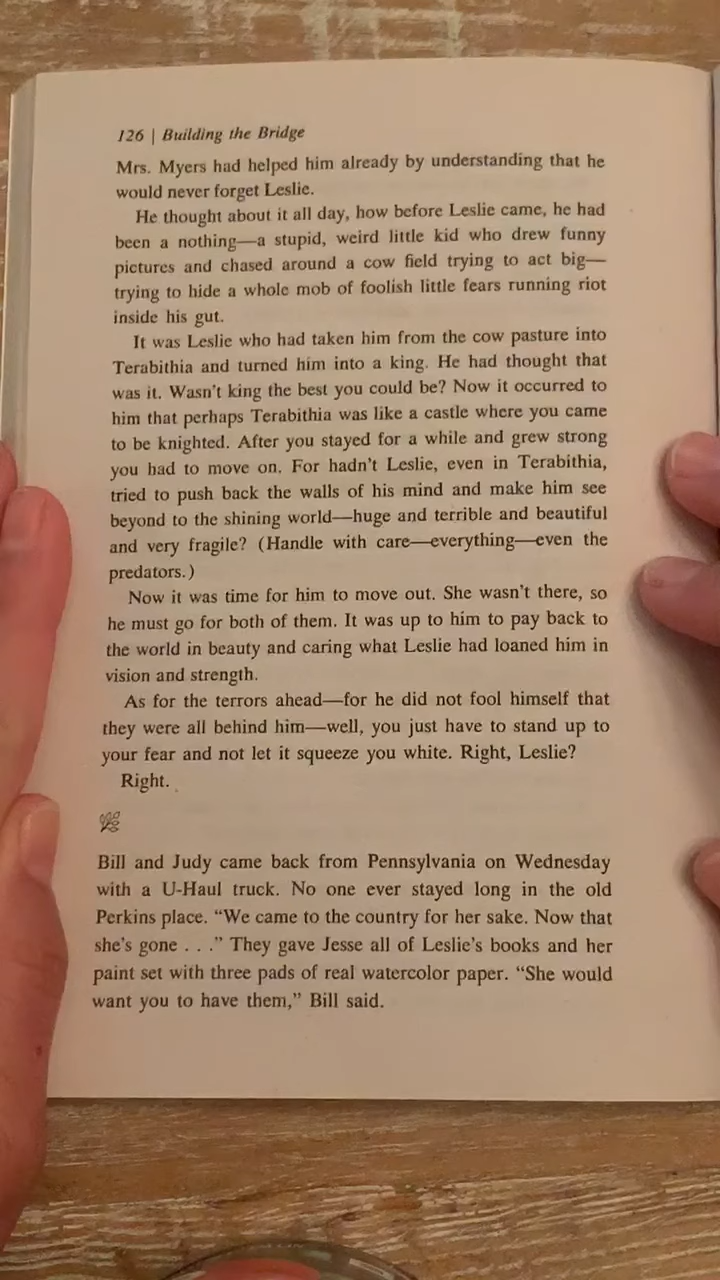 126 | Building the Bridge
Mrs. Myers had helped him already by understanding that he
would never forget Leslie.
He thought about it all day, how before Leslie came, he had
been a nothing—a stupid, weird little kid who drew funny
pictures and chased around a cow field trying to act big—
trying to hide a whole mob of foolish little fears running riot
inside his gut.
It was Leslie who had taken him from the cow pasture into
Terabithia and turned him into a king. He had thought that
was it. Wasn't king the best you could be? Now it occurred to
him that perhaps Terabithia was like a castle where you came
to be knighted. After you stayed for a while and grew strong
you had to move on. For hadn't Leslie, even in Terabithia,
tried to push back the walls of his mind and make him see
beyond to the shining world—huge and terrible and beautiful
and very fragile? (Handle with care—everything—even the
predators.)
Now it was time for him to move out. She wasn't there, so
he must go for both of them. It was up to him to pay back to
the world in beauty and caring what Leslie had loaned him in
vision and strength.
As for the terrors ahead—for he did not fool himself that
they were all behind him—well, you just have to stand up to
your fear and not let it squeeze you white. Right, Leslie?
Right.
Bill and Judy came back from Pennsylvania on Wednesday
with a U-Haul truck. No one ever stayed long in the old
Perkins place. "We came to the country for her sake. Now that
she's gone . . ." They gave Jesse all of Leslie's books and her
paint set with three pads of real watercolor paper. "She would
want you to have them," Bill said.